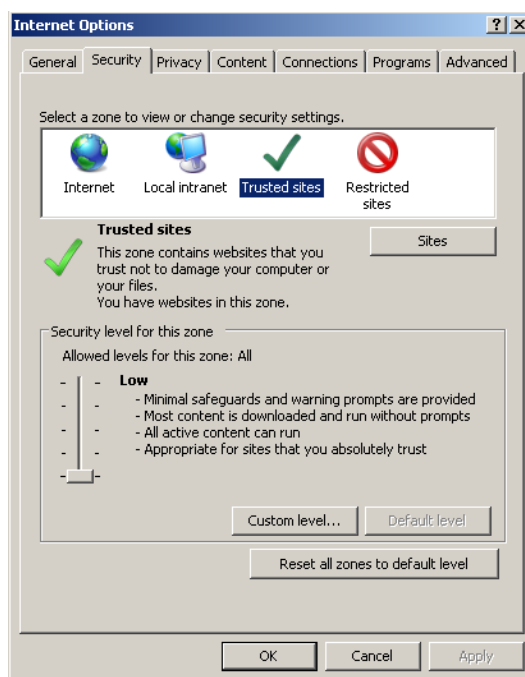 Internet Options
General Security Privacy Content Connections Programs Advanced
Select a zone to view or change security settings.
Internet Local intranet Trusted sites Restricted
sites
Trusted sites
Sites
This zone contains websites that you
trust not to damage your computer or
your files.
You have websites in this zone.
Security level for this zone
Allowed levels for this zone: All
Low
- Minimal safeguards and warning prompts are provided
- Most content is downloaded and run without prompts
- All active content can run
- Appropriate for sites that you absolutely trust
Custom level... Default level
Reset all zones to default level
OK Cancel Apply